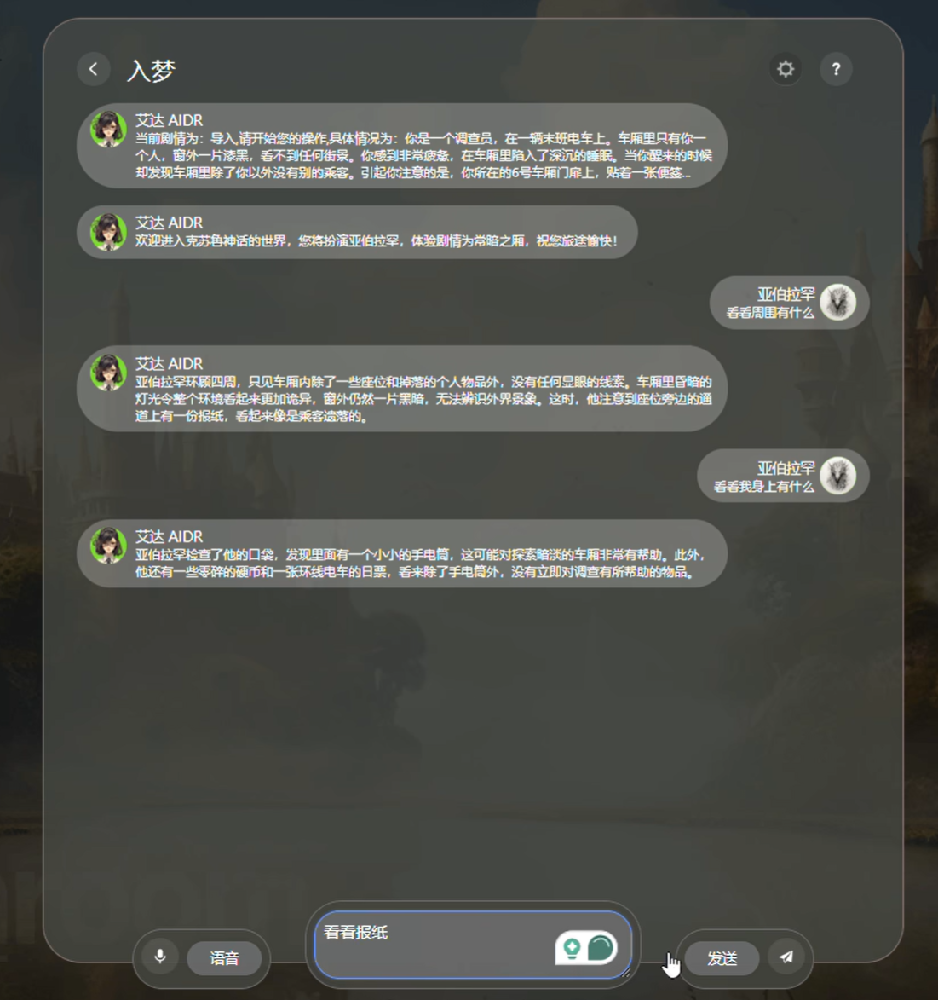 入梦
?
艾达 AIDR
当前剧情为：导入,请开始您的操作,具体情况为：你是一个调查员，在一辆末班电车上。车厢里只有你一
个人，窗外一片漆黑，看不到任何街景。你感到非常疲惫，在车厢里陷入了深沉的睡眠。当你醒来的时候
却发现车厢里除了你以外没有别的乘客。引起你注意的是，你所在的6号车厢门扉上，贴着一张便签...
艾达 AIDR
欢迎进入克苏鲁神话的世界，您将扮演亚伯拉罕，体验剧情为常暗之厢，祝您旅途愉快！
亚伯拉罕
看看周围有什么
艾达 AIDR
亚伯拉罕环顾四周，只见车厢内除了一些座位和掉落的个人物品外，没有任何显眼的线索。车厢里昏暗的
灯光令整个环境看起来更加诡异，窗外仍然一片黑暗，无法辨识外界景象。这时，他注意到座位旁边的通
道上有一份报纸，看起来像是乘客遗落的。
亚伯拉罕
看看我身上有什么
艾达 AIDR
亚伯拉罕检查了他的口袋，发现里面有一个小小的手电筒，这可能对探索暗淡的车厢非常有帮助。此外，
他还有一些零碎的硬币和一张环线电车的日票，看来除了手电筒外，没有立即对调查有所帮助的物品。
看看报纸
语音
发送